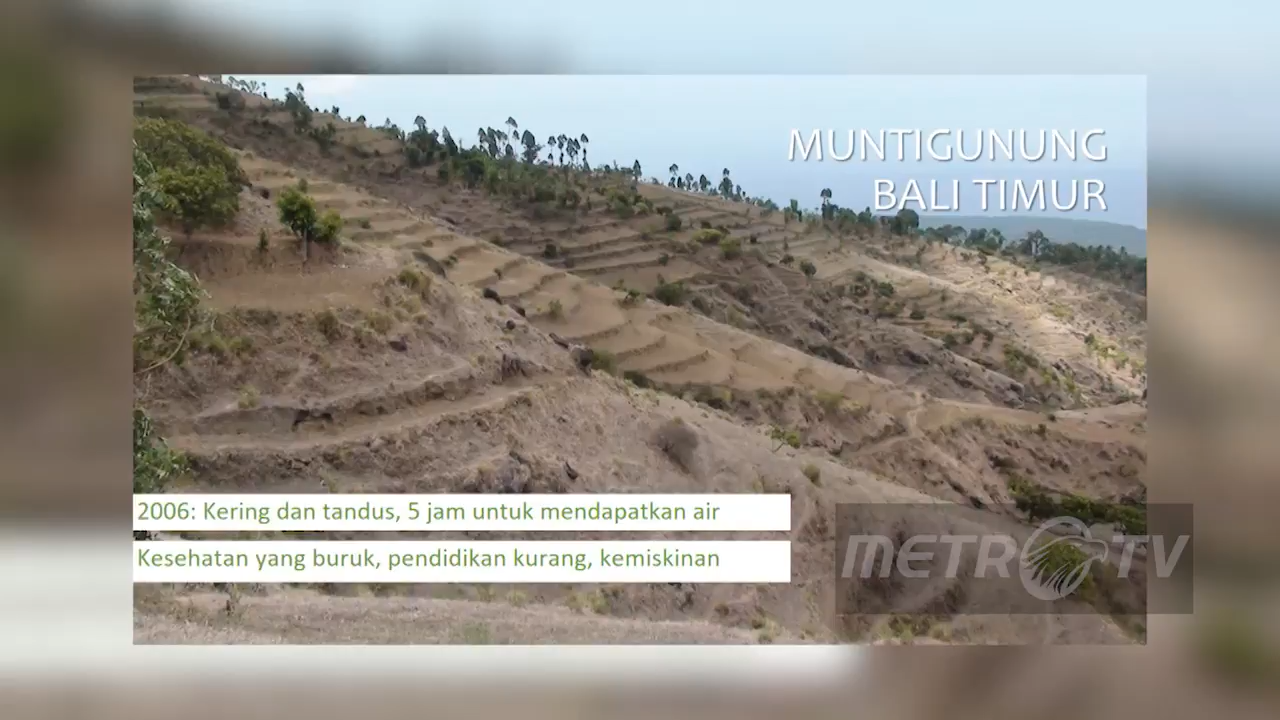 MUNTIGUNUNG
BALI TIMUR
2006: Kering dan tandus, 5 jam untuk mendapatkan air
Kesehatan yang buruk, pendidikan kurang, kemiskinan
METRO TV